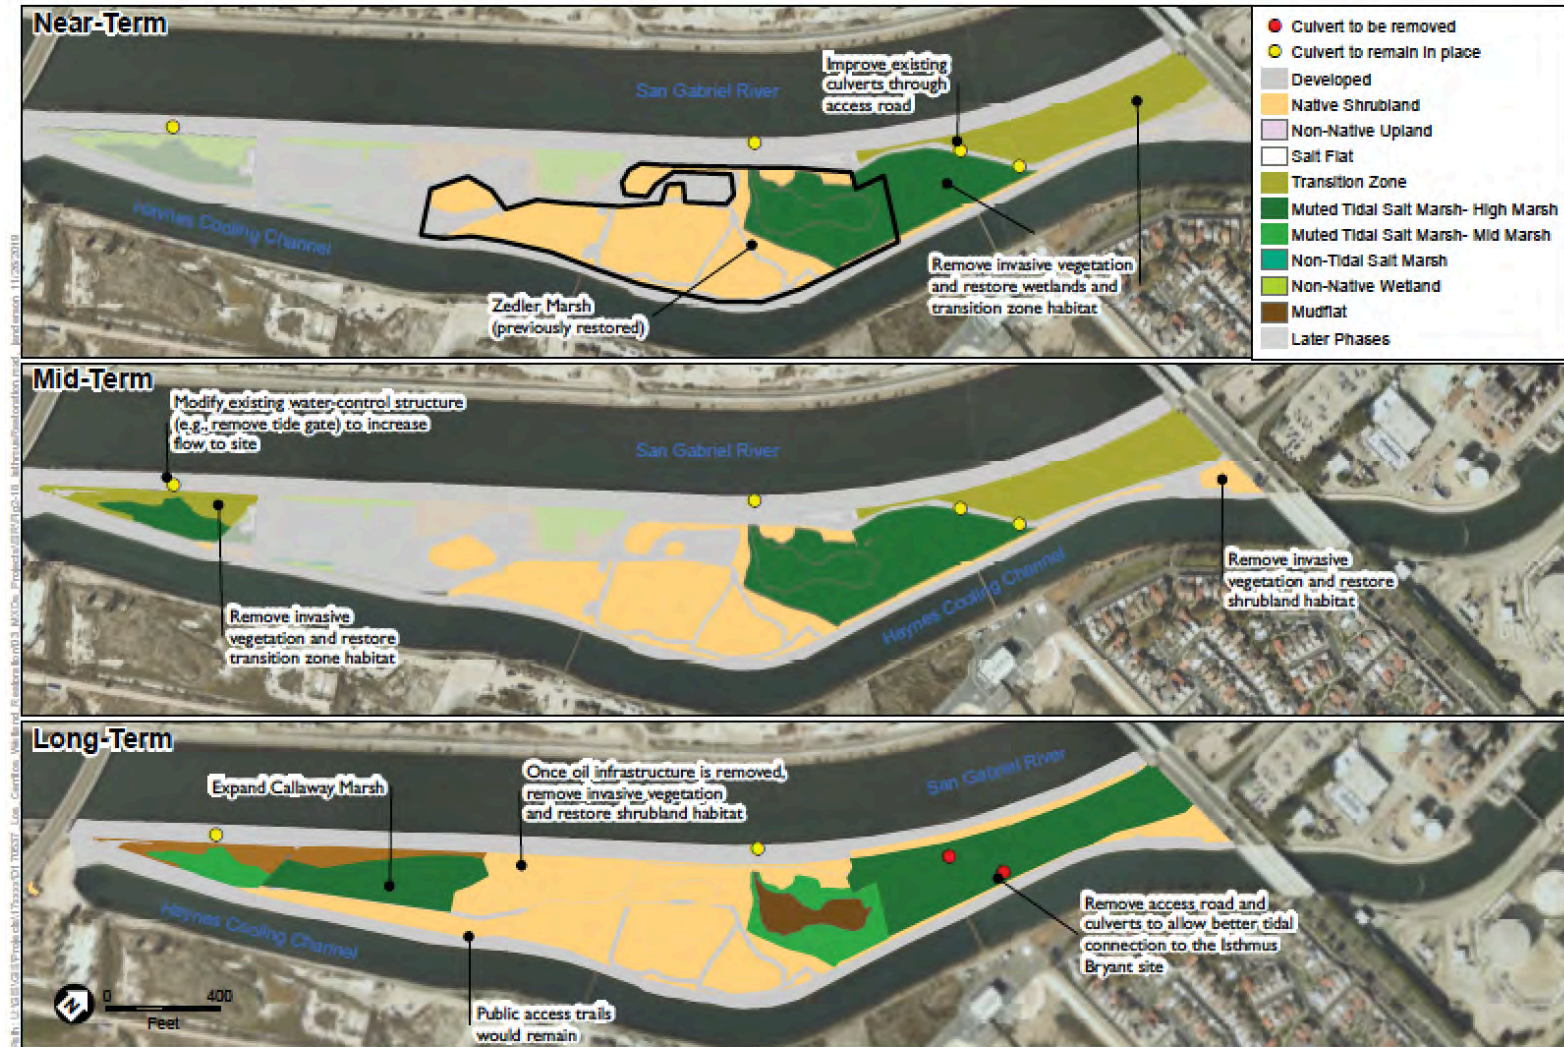 Near-Term
San Gabriel River
Improve existing
culverts through
access road
Haynes Cooling Channel
Zedler Marsh
(previously restored)
Remove invasive vegetation
and restore wetlands and
transition zone habitat
Culvert to be removed
Culvert to remain in place
Developed
Native Shrubland
Non-Native Upland
Salt Flat
Transition Zone
Muted Tidal Salt Marsh- High Marsh
Muted Tidal Salt Marsh- Mid Marsh
Non-Tidal Salt Marsh
Non-Native Wetland
Mudflat
Later Phases
Mid-Term
Modify existing water-control structure
(e.g., remove tide gate) to increase
flow to site
San Gabriel River
Remove invasive
vegetation and restore
transition zone habitat
Haynes Cooling Channel
Remove invasive
vegetation and restore
shrubland habitat
Long-Term
Expand Callaway Marsh
Once oil infrastructure is removed,
remove invasive vegetation
and restore shrubland habitat
San Gabriel River
Haynes Cooling Channel
Remove access road and
culverts to allow better tidal
connection to the Isthmus
Bryant site
Public access trails
would remain
N
0 400
Feet